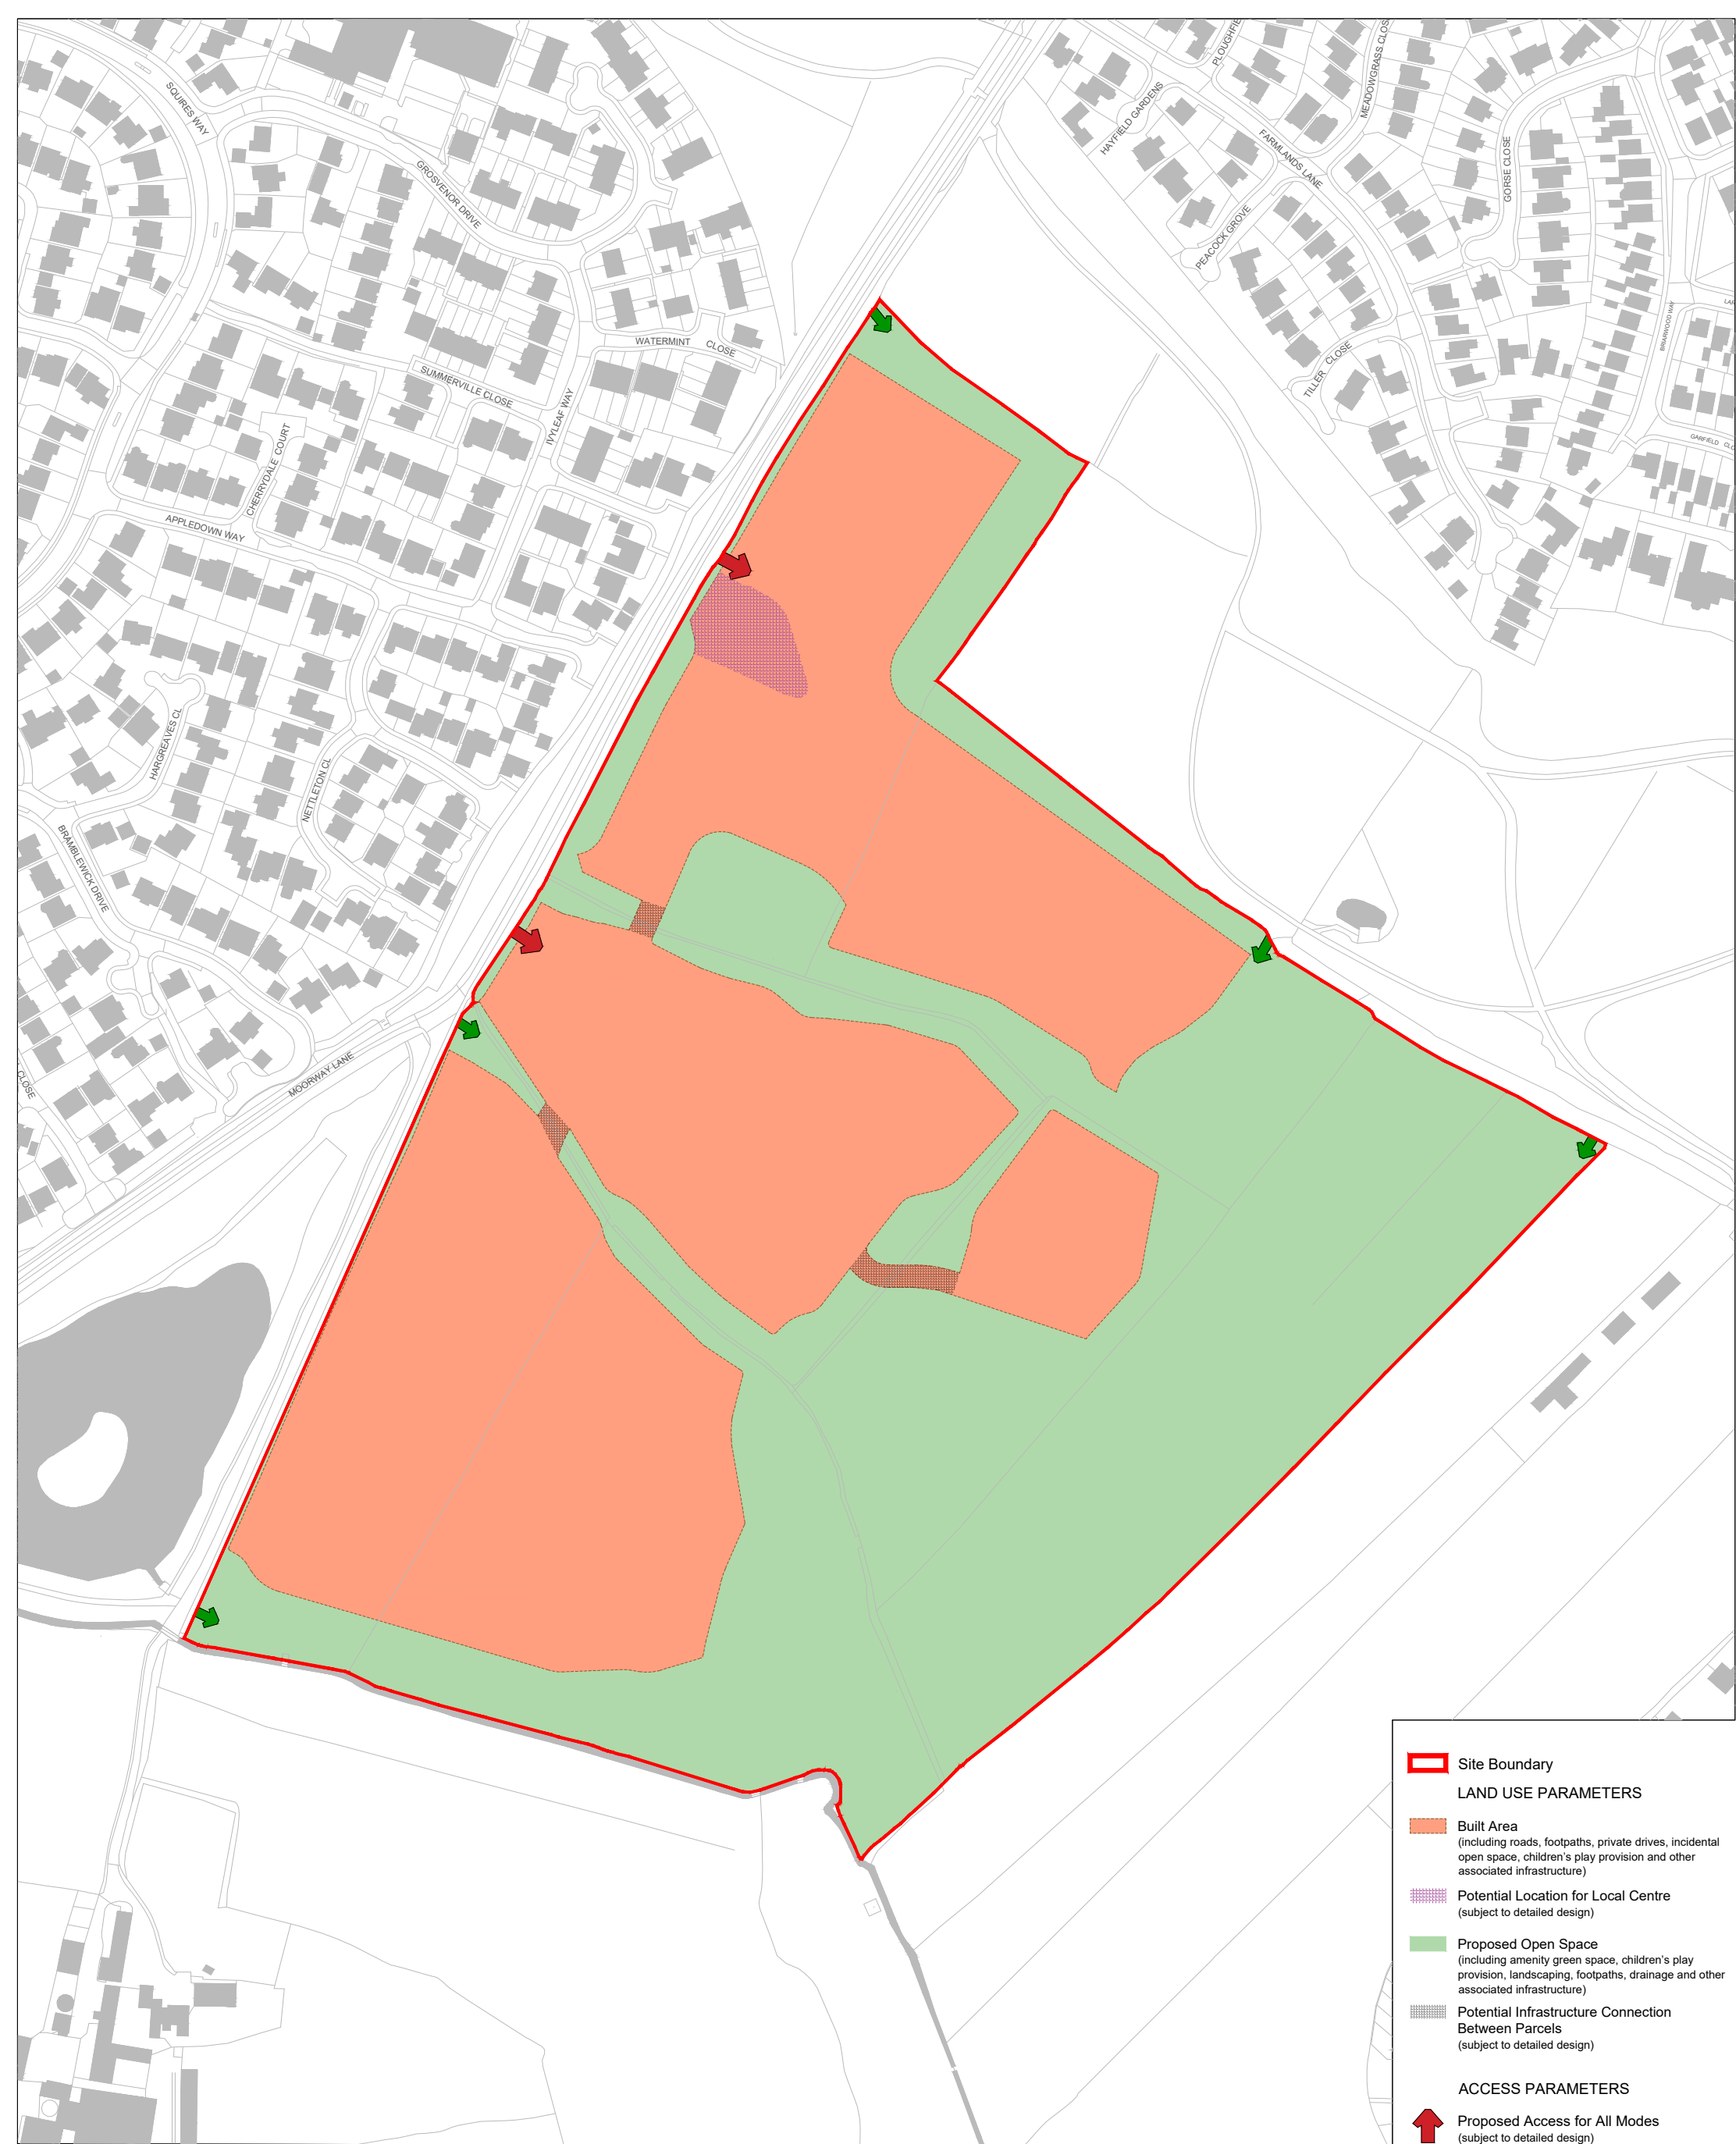 SQUIRES WAY
GROSVENOR DRIVE
HAYFIELD GARDENS
FARMLANDS LANE
GORSE CLOSE
PEACOCK GROVE
BRIARWOOD WAY
WATERMINT CLOSE
SUMMERVILLE CLOSE
IVYLEAF WAY
TILLER CLOSE
CHERRYDALE COURT
APPLEDOWN WAY
HARGREAVES CL
NETTLETON CL
BRAMBLEWICK DRIVE
MOORWAY LANE
CLOSE
GARFIELD
Site Boundary
LAND USE PARAMETERS
Built Area
(including roads, footpaths, private drives, incidental
open space, children's play provision and other
associated infrastructure)
Potential Location for Local Centre
(subject to detailed design)
Proposed Open Space
(including amenity green space, children's play
provision, landscaping, footpaths, drainage and other
associated infrastructure)
Potential Infrastructure Connection
Between Parcels
(subject to detailed design)
ACCESS PARAMETERS
Proposed Access for All Modes
(subject to detailed design)